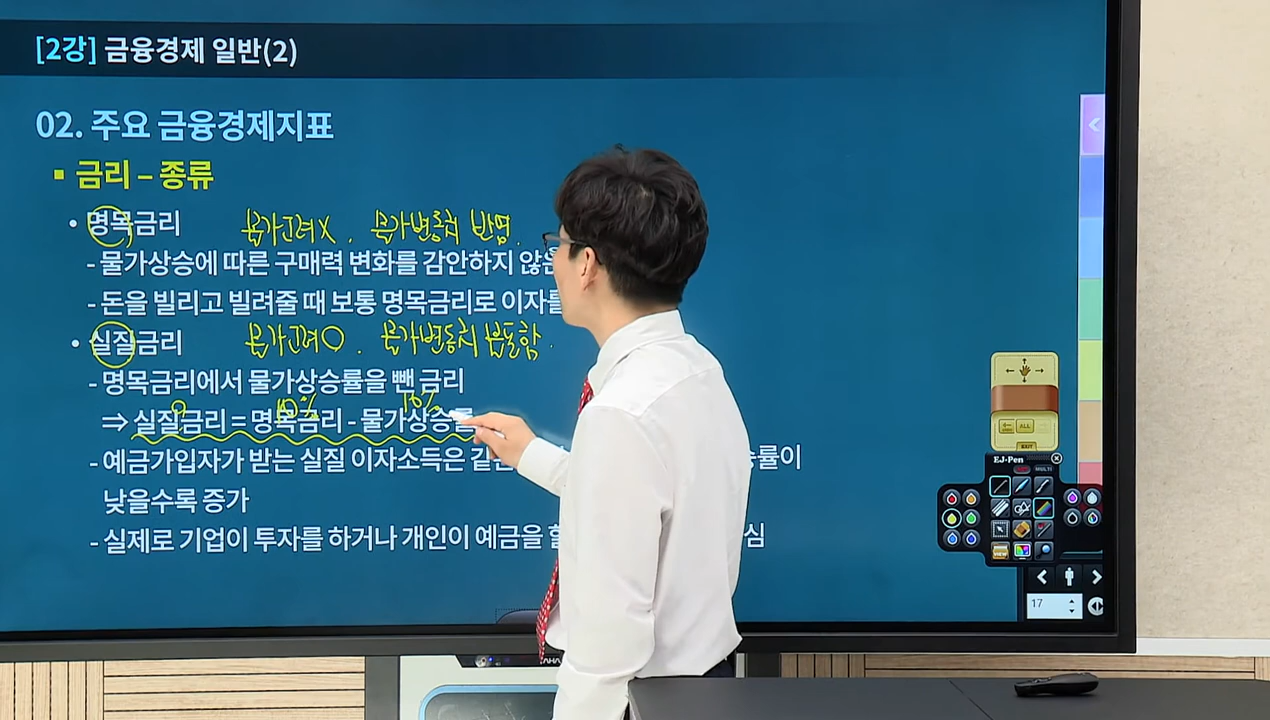 [2강] 금융경제 일반(2)
02. 주요 금융경제지표
▪ 금리 – 종류
• 명목금리 물가고려X. 물가변동치 반영.
- 물가상승에 따른 구매력 변화를 감안하지 않은
- 돈을 빌리고 빌려줄 때 보통 명목금리로 이자를
• 실질금리 물가고려O. 물가변동치 불포함.
- 명목금리에서 물가상승률을 뺀 금리
0 10% 10%
⇒ 실질금리 = 명목금리 - 물가상승률
- 예금가입자가 받는 실질 이자소득은 같은 승률이
낮을수록 증가
- 실제로 기업이 투자를 하거나 개인이 예금을 할 심
EXIT
ALL
EJ-Pen
MULTI
VIEW
17